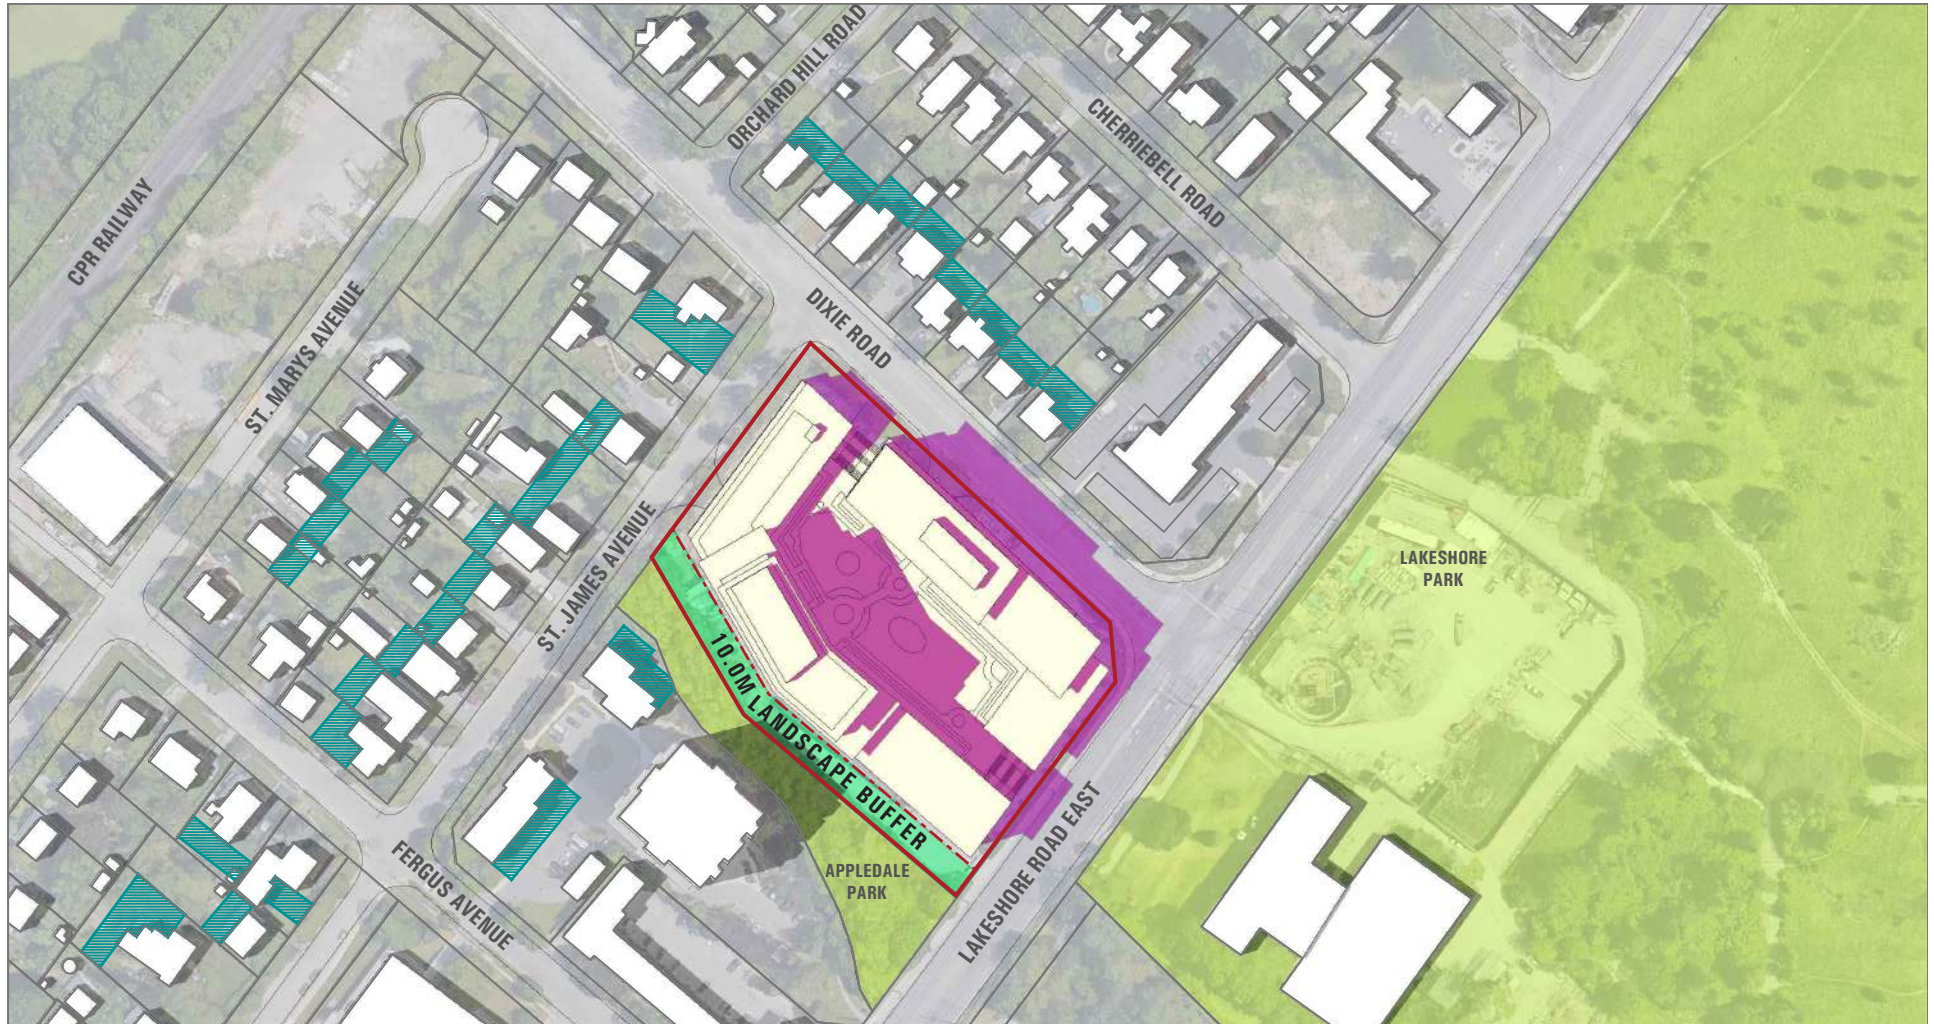 ORCHARD HILL ROAD
CHERRIEBELL ROAD
CPR RAILWAY
ST. MARYS AVENUE
DIXIE ROAD
ST. JAMES AVENUE
LAKESHORE
PARK
10.0M LANDSCAPE BUFFER
APPLEDALE
PARK
FERGUS AVENUE
LAKESHORE ROAD EAST